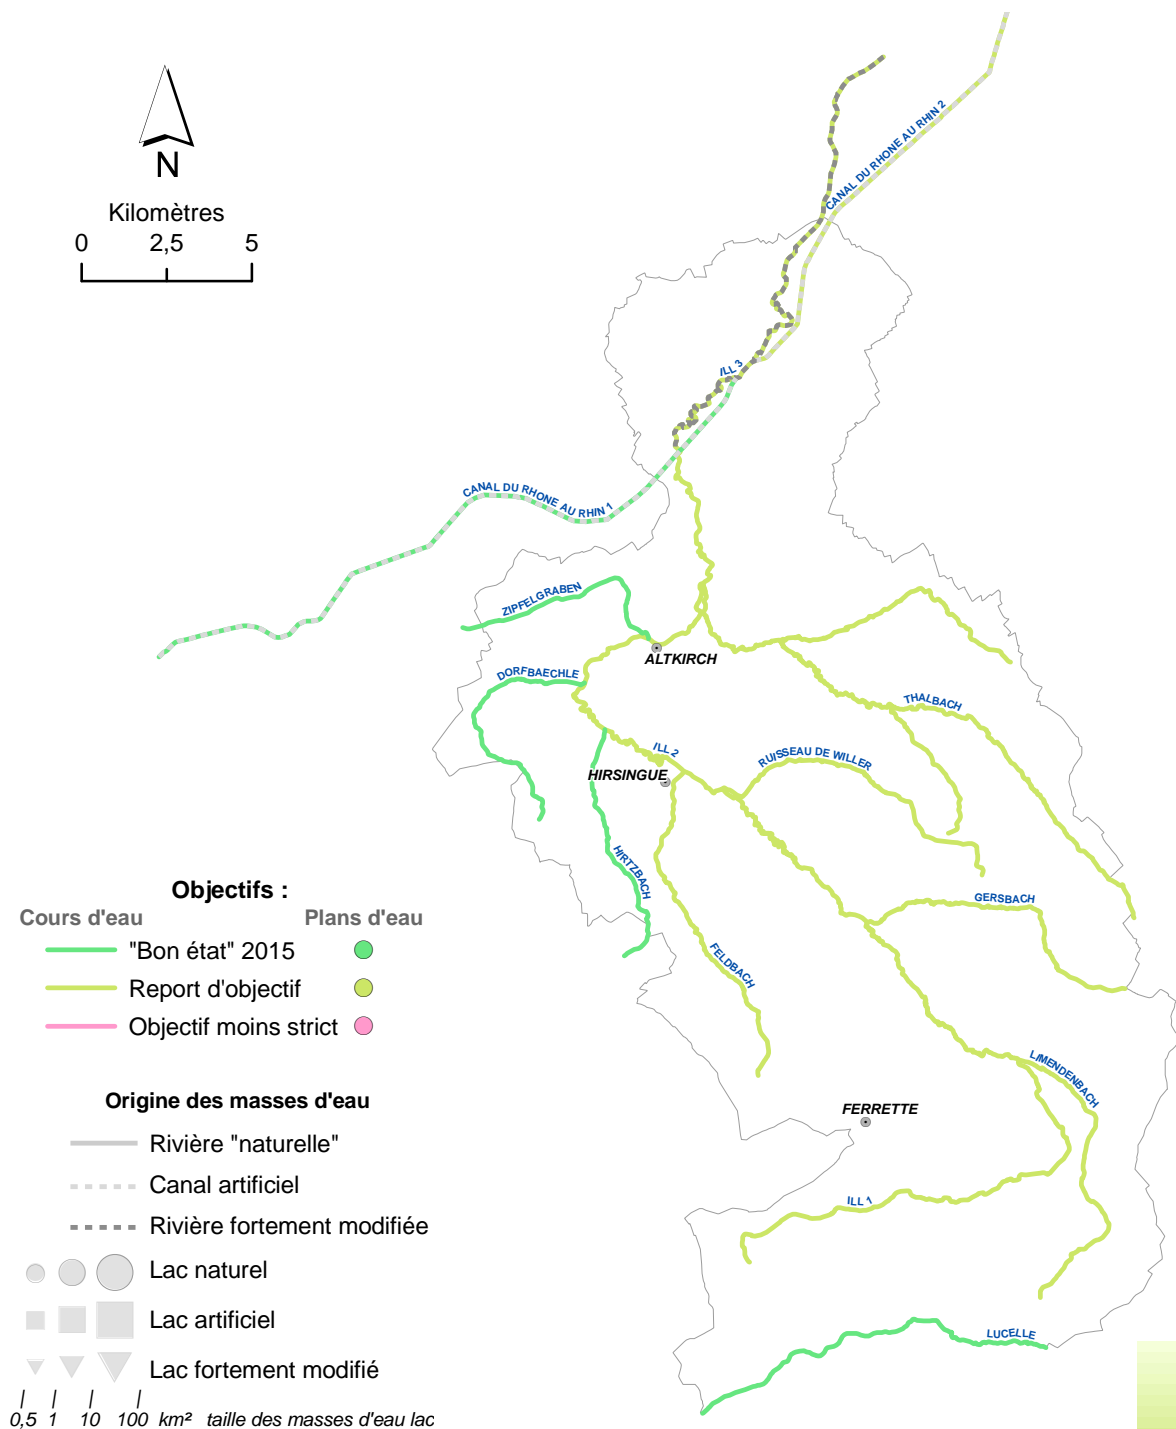 N
Kilomètres
0 2,5 5
CANAL DU RHONE AU RHIN 2
ILL 3
CANAL DU RHONE AU RHIN 1
ZIPFELGRABEN
ALTKIRCH
DORFBAECHLE
THALBACH
ILL 2
RUISSEAU DE WILLER
HIRSINGUE
HIRTZBACH
GERSBACH
FELDBACH
LIMENDENBACH
FERRETTE
ILL 1
LUCELLE
Objectifs :
Cours d'eau Plans d'eau
"Bon état" 2015
Report d'objectif
Objectif moins strict
Origine des masses d'eau
Rivière "naturelle"
Canal artificiel
Rivière fortement modifiée
Lac naturel
Lac artificiel
Lac fortement modifié
0,5 1 10 100 km² taille des masses d'eau lac